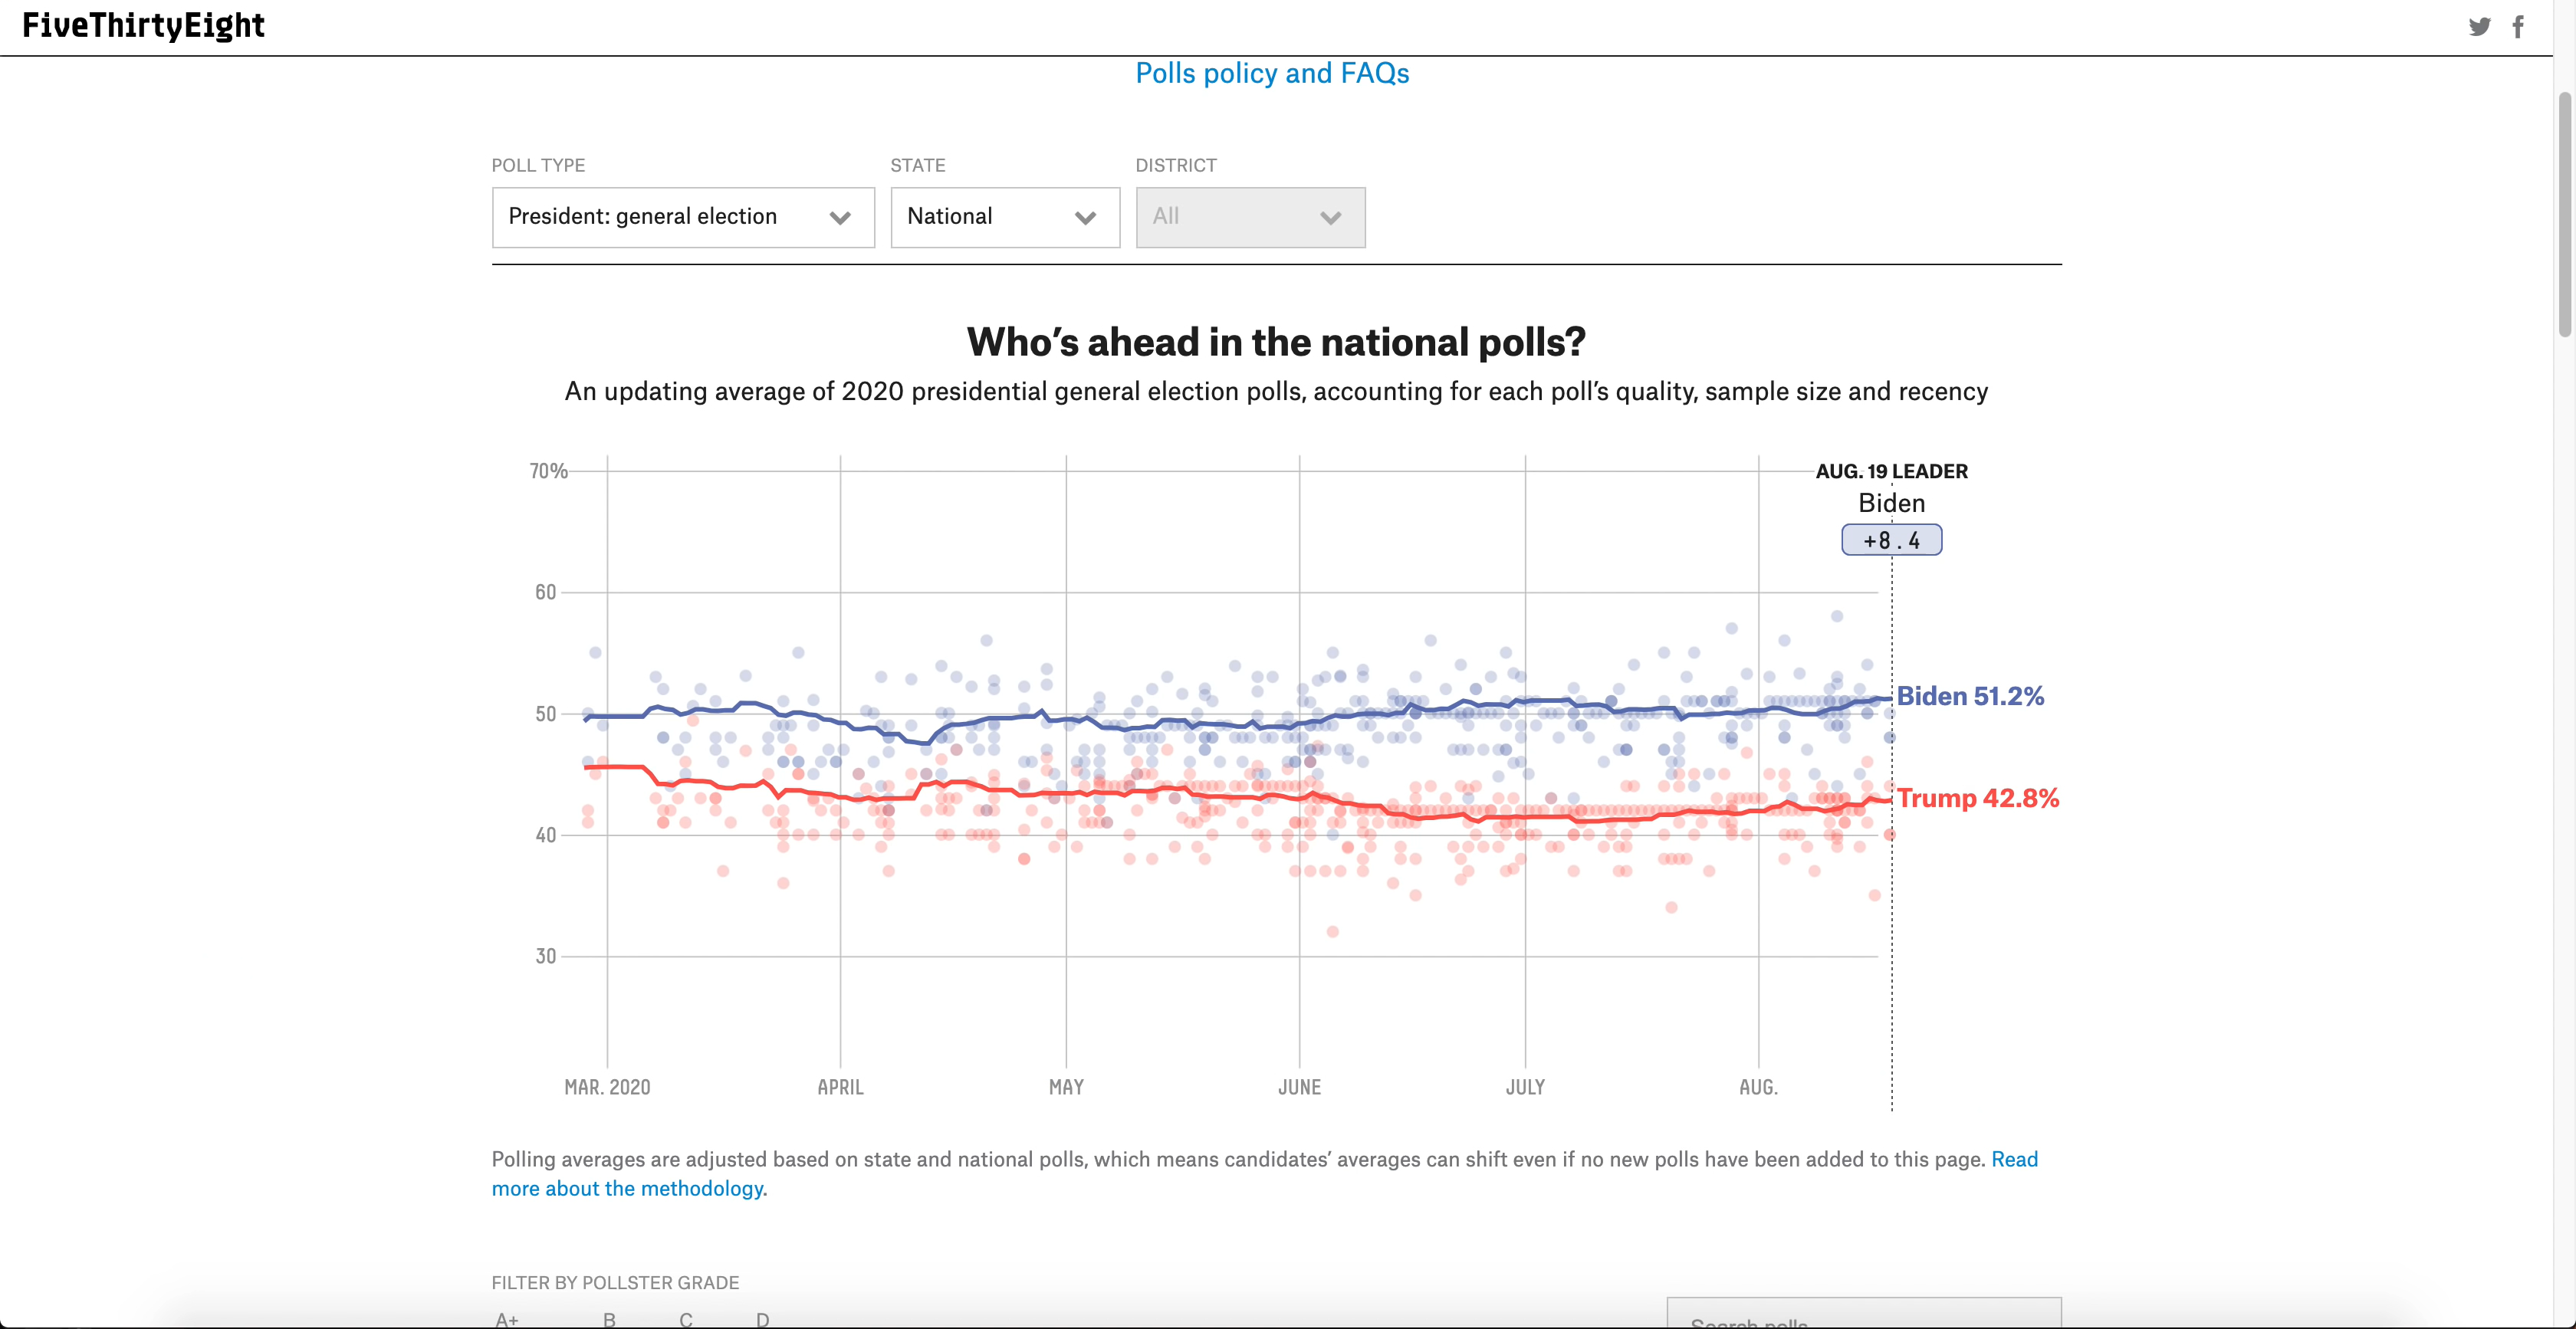 FiveThirtyEight
Polls policy and FAQs
POLL TYPE
STATE
DISTRICT
President: general election
National
All
Who’s ahead in the national polls?
An updating average of 2020 presidential general election polls, accounting for each poll’s quality, sample size and recency
70%
AUG. 19 LEADER
Biden
+8.4
60
50
Biden 51.2%
Trump 42.8%
40
30
MAR. 2020
APRIL
MAY
JUNE
JULY
AUG.
Polling averages are adjusted based on state and national polls, which means candidates’ averages can shift even if no new polls have been added to this page. Read
more about the methodology.
FILTER BY POLLSTER GRADE
A+
B
C
D
Search polls